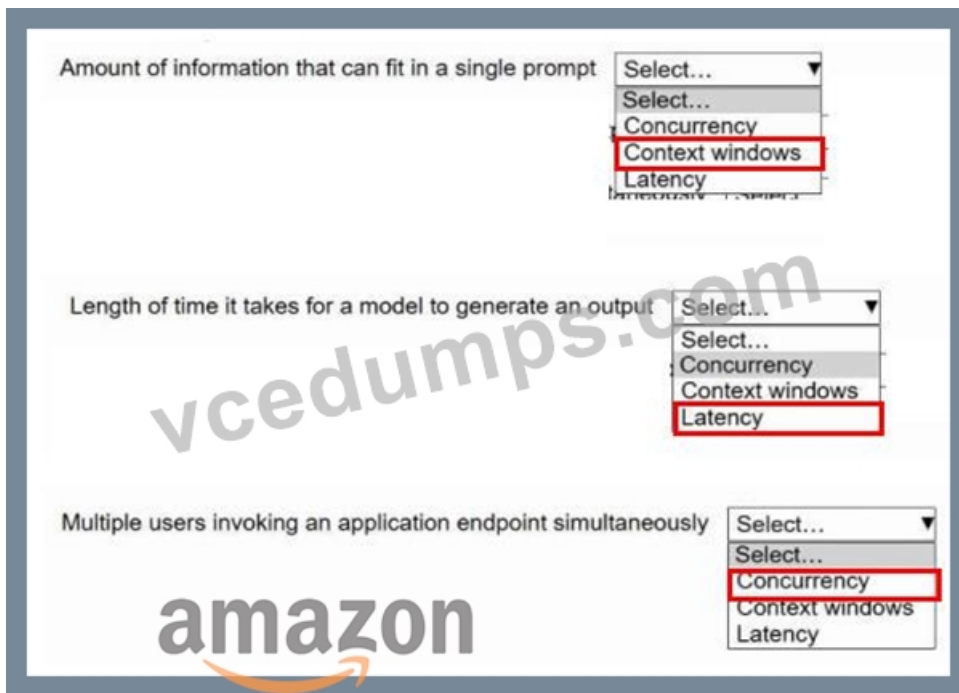 Amount of information that can fit in a single prompt Select...
Select...
Concurrency
Context windows
Latency
Length of time it takes for a model to generate an output Select...
Select...
Concurrency
Context windows
Latency
vcedumps.com
Multiple users invoking an application endpoint simultaneously Select...
Select...
Concurrency
Context windows
Latency
amazon